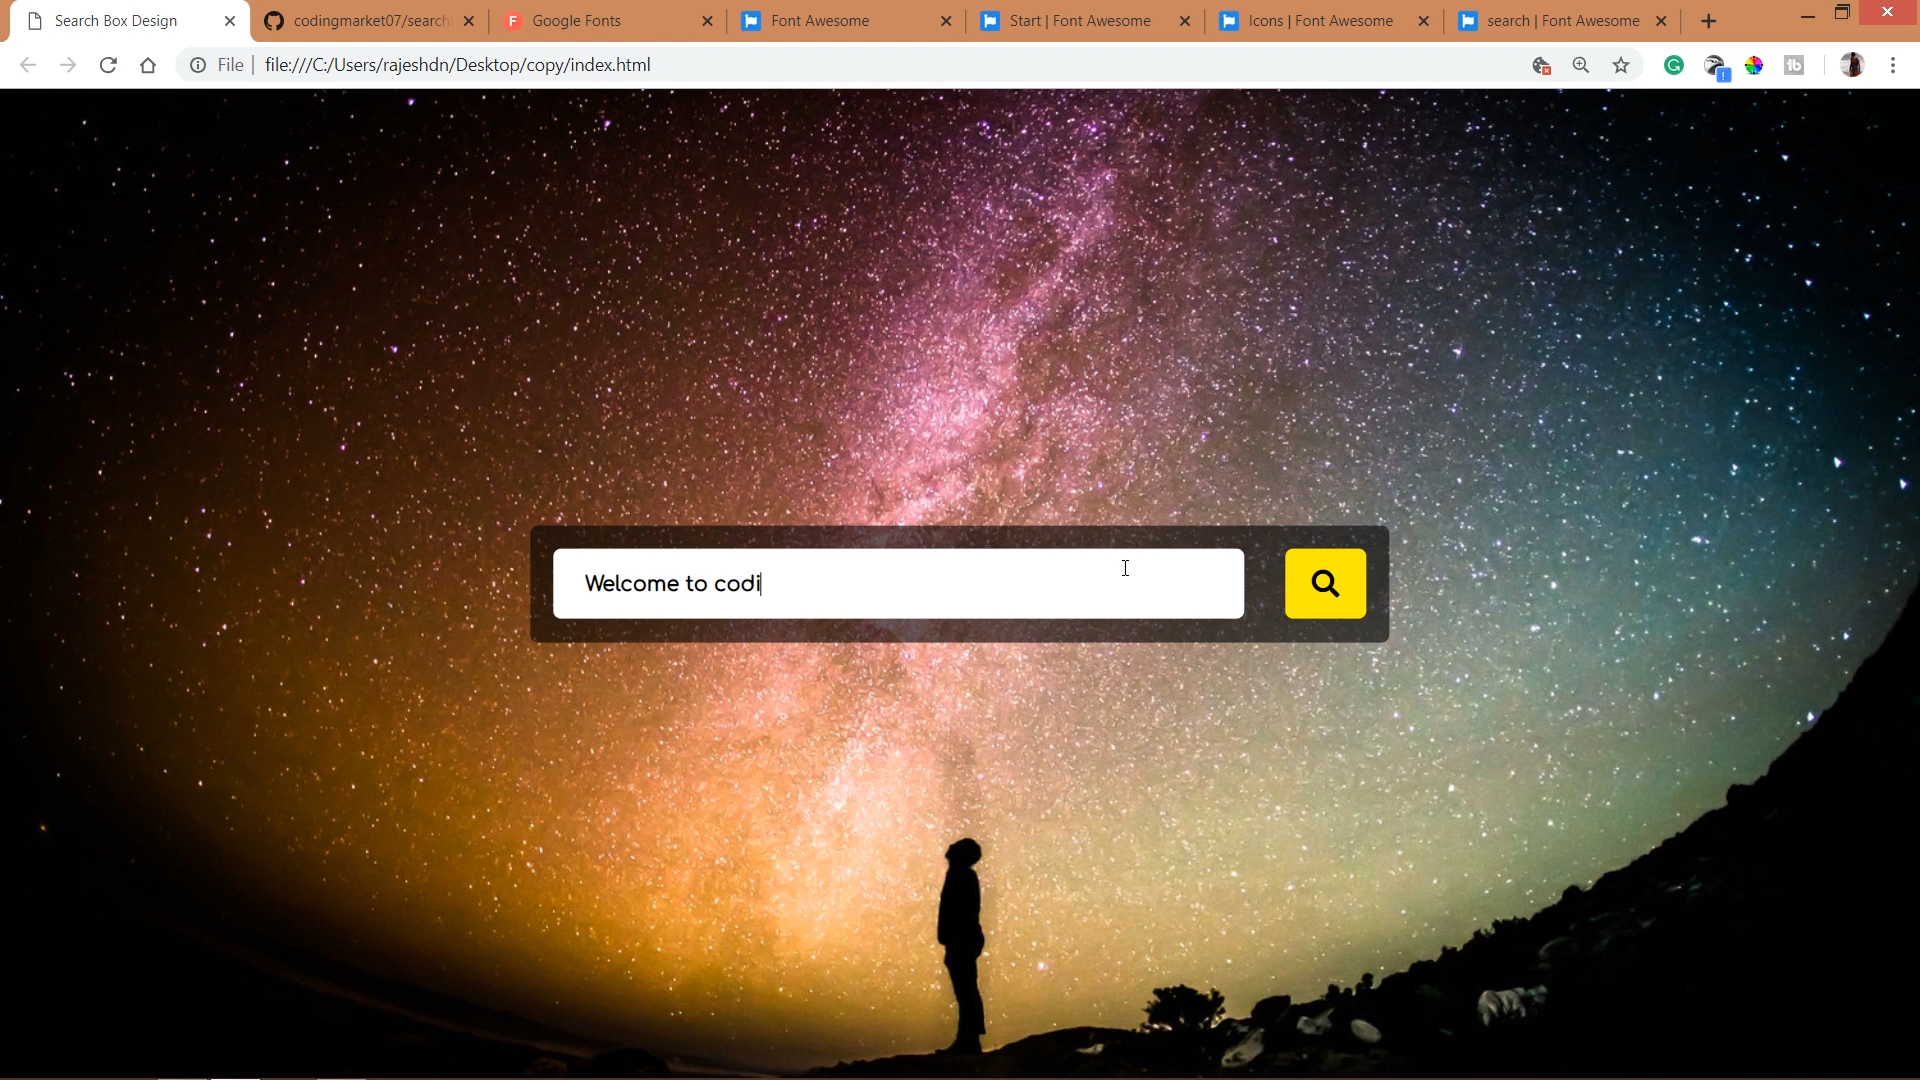 Search Box Design
codingmarket07/search
Google Fonts
Font Awesome
Start | Font Awesome
Icons | Font Awesome
search | Font Awesome
File
file:///C:/Users/rajeshdn/Desktop/copy/index.html
Welcome to codi